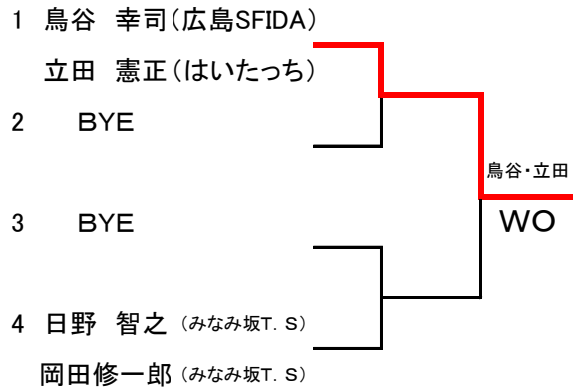 1 鳥谷 幸司(広島SFIDA)
立田 憲正(はいたっち)
2 BYE
鳥谷・立田
3 BYE
WO
4 日野 智之 (みなみ坂T. S)
岡田修一郎 (みなみ坂T. S)